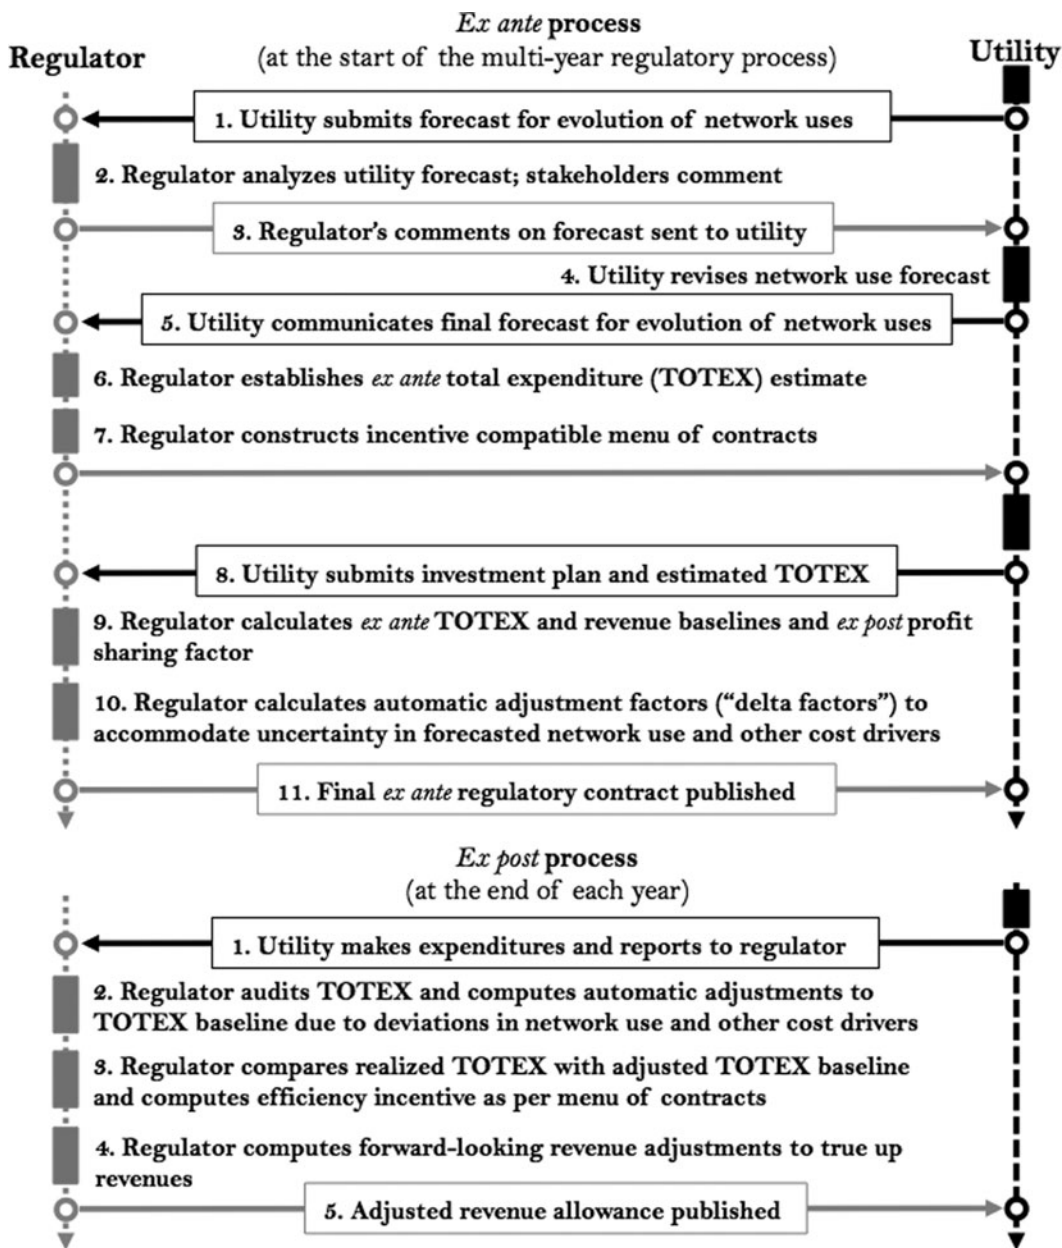 Ex ante process
Regulator
(at the start of the multi-year regulatory process)
Utility
1. Utility submits forecast for evolution of network uses
2. Regulator analyzes utility forecast; stakeholders comment
3. Regulator's comments on forecast sent to utility
4. Utility revises network use forecast
5. Utility communicates final forecast for evolution of network uses
6. Regulator establishes ex ante total expenditure (TOTEX) estimate
7. Regulator constructs incentive compatible menu of contracts
8. Utility submits investment plan and estimated TOTEX
9. Regulator calculates ex ante TOTEX and revenue baselines and ex post profit
sharing factor
10. Regulator calculates automatic adjustment factors (“delta factors”) to
accommodate uncertainty in forecasted network use and other cost drivers
11. Final ex ante regulatory contract published
Ex post process
(at the end of each year)
1. Utility makes expenditures and reports to regulator
2. Regulator audits TOTEX and computes automatic adjustments to
TOTEX baseline due to deviations in network use and other cost drivers
3. Regulator compares realized TOTEX with adjusted TOTEX baseline
and computes efficiency incentive as per menu of contracts
4. Regulator computes forward-looking revenue adjustments to true up
revenues
5. Adjusted revenue allowance published